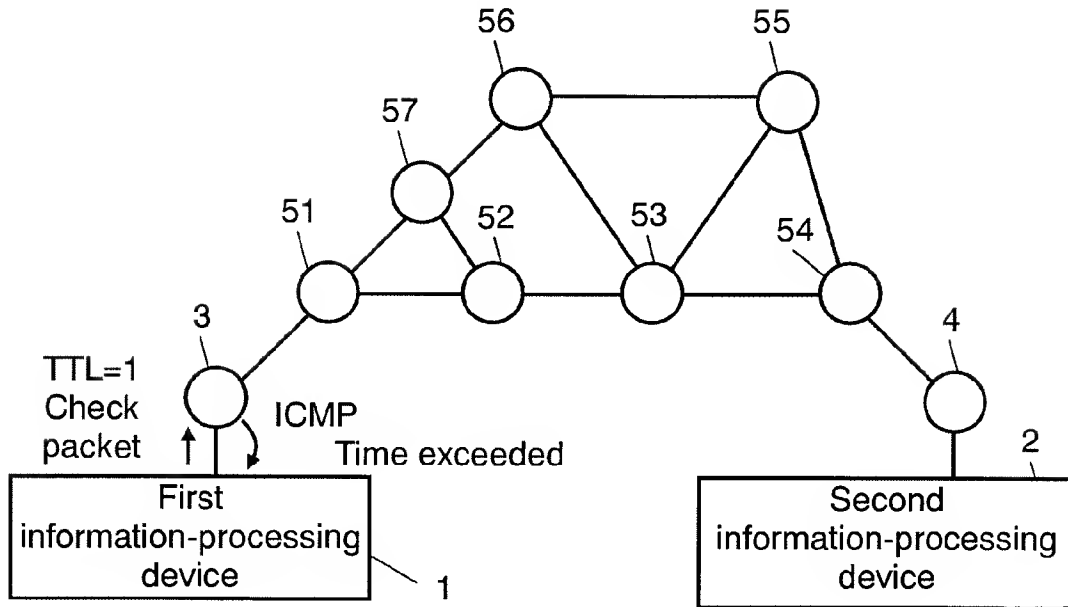 56
55
57
51
52
53
54
3
4
TTL=1
Check
packet
ICMP
Time exceeded
2
First
information-processing
device
1
Second
information-processing
device